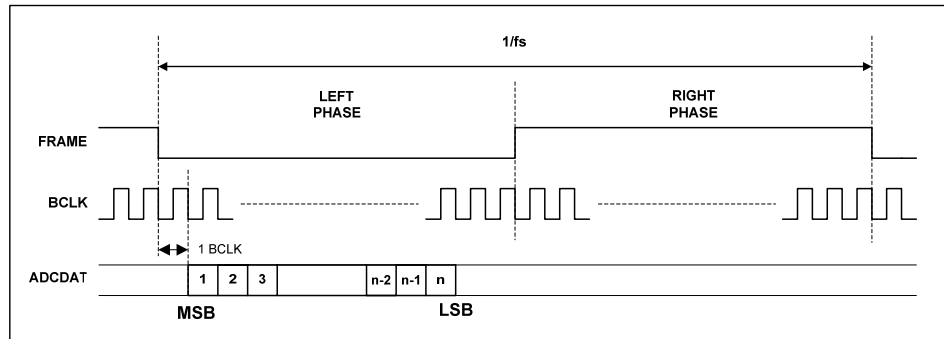 1/fs
LEFT
PHASE
RIGHT
PHASE
FRAME
BCLK
1 BCLK
ADCDAT
1 2 3 n-2 n-1 n
MSB LSB